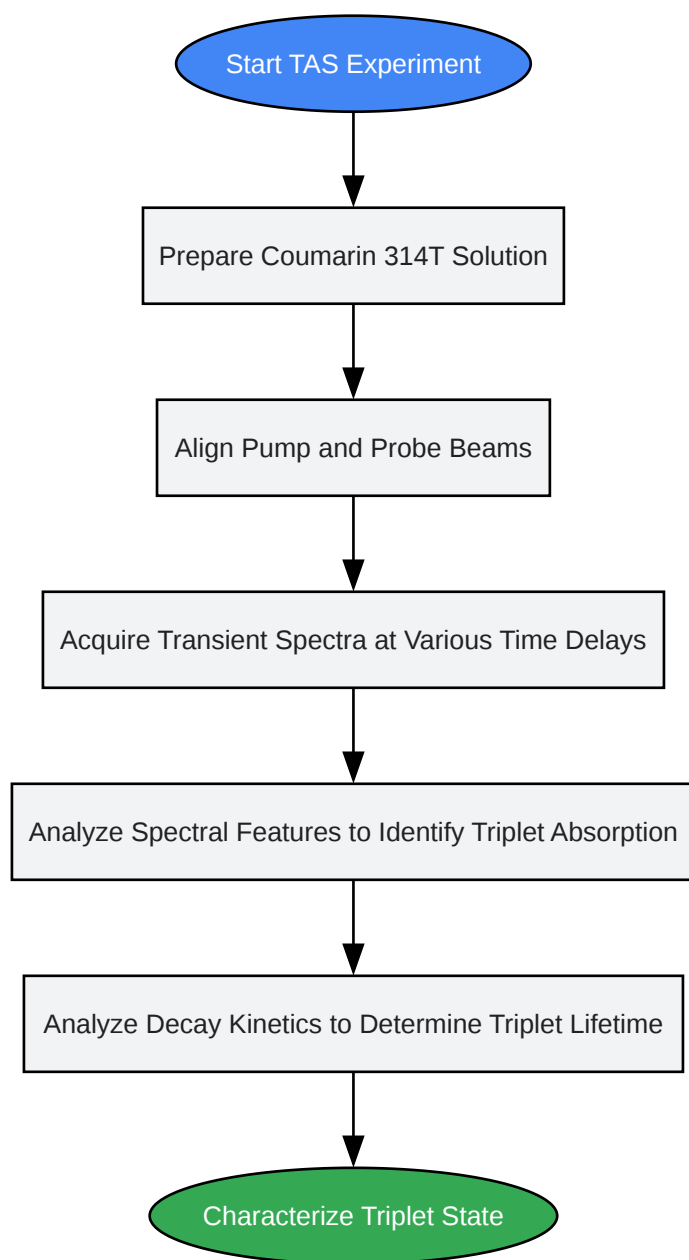 Start TAS Experiment
Prepare Coumarin 314T Solution
Align Pump and Probe Beams
Acquire Transient Spectra at Various Time Delays
Analyze Spectral Features to Identify Triplet Absorption
Analyze Decay Kinetics to Determine Triplet Lifetime
Characterize Triplet State